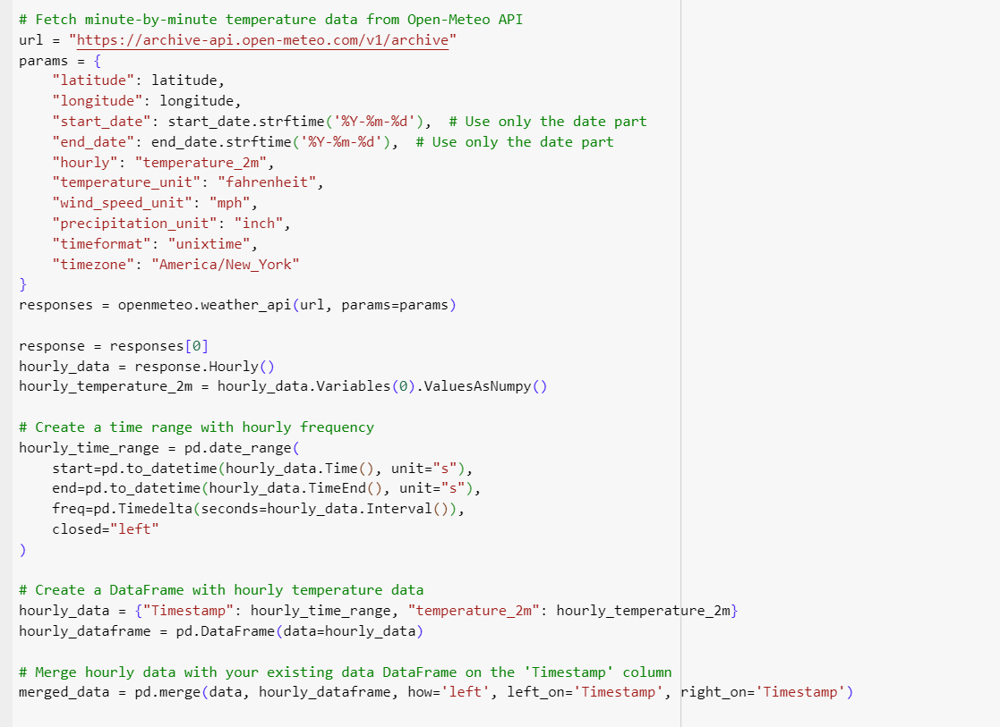 # Fetch minute-by-minute temperature data from Open-Meteo API
url = "https://archive-api.open-meteo.com/v1/archive"
params = {
    "latitude": latitude,
    "longitude": longitude,
    "start_date": start_date.strftime('%Y-%m-%d'),  # Use only the date part
    "end_date": end_date.strftime('%Y-%m-%d'),  # Use only the date part
    "hourly": "temperature_2m",
    "temperature_unit": "fahrenheit",
    "wind_speed_unit": "mph",
    "precipitation_unit": "inch",
    "timeformat": "unixtime",
    "timezone": "America/New_York"
}
responses = openmeteo.weather_api(url, params=params)

response = responses[0]
hourly_data = response.Hourly()
hourly_temperature_2m = hourly_data.Variables(0).ValuesAsNumpy()

# Create a time range with hourly frequency
hourly_time_range = pd.date_range(
    start=pd.to_datetime(hourly_data.Time(), unit="s"),
    end=pd.to_datetime(hourly_data.TimeEnd(), unit="s"),
    freq=pd.Timedelta(seconds=hourly_data.Interval()),
    closed="left"
)

# Create a DataFrame with hourly temperature data
hourly_data = {"Timestamp": hourly_time_range, "temperature_2m": hourly_temperature_2m}
hourly_dataframe = pd.DataFrame(data=hourly_data)

# Merge hourly data with your existing data DataFrame on the 'Timestamp' column
merged_data = pd.merge(data, hourly_dataframe, how='left', left_on='Timestamp', right_on='Timestamp')